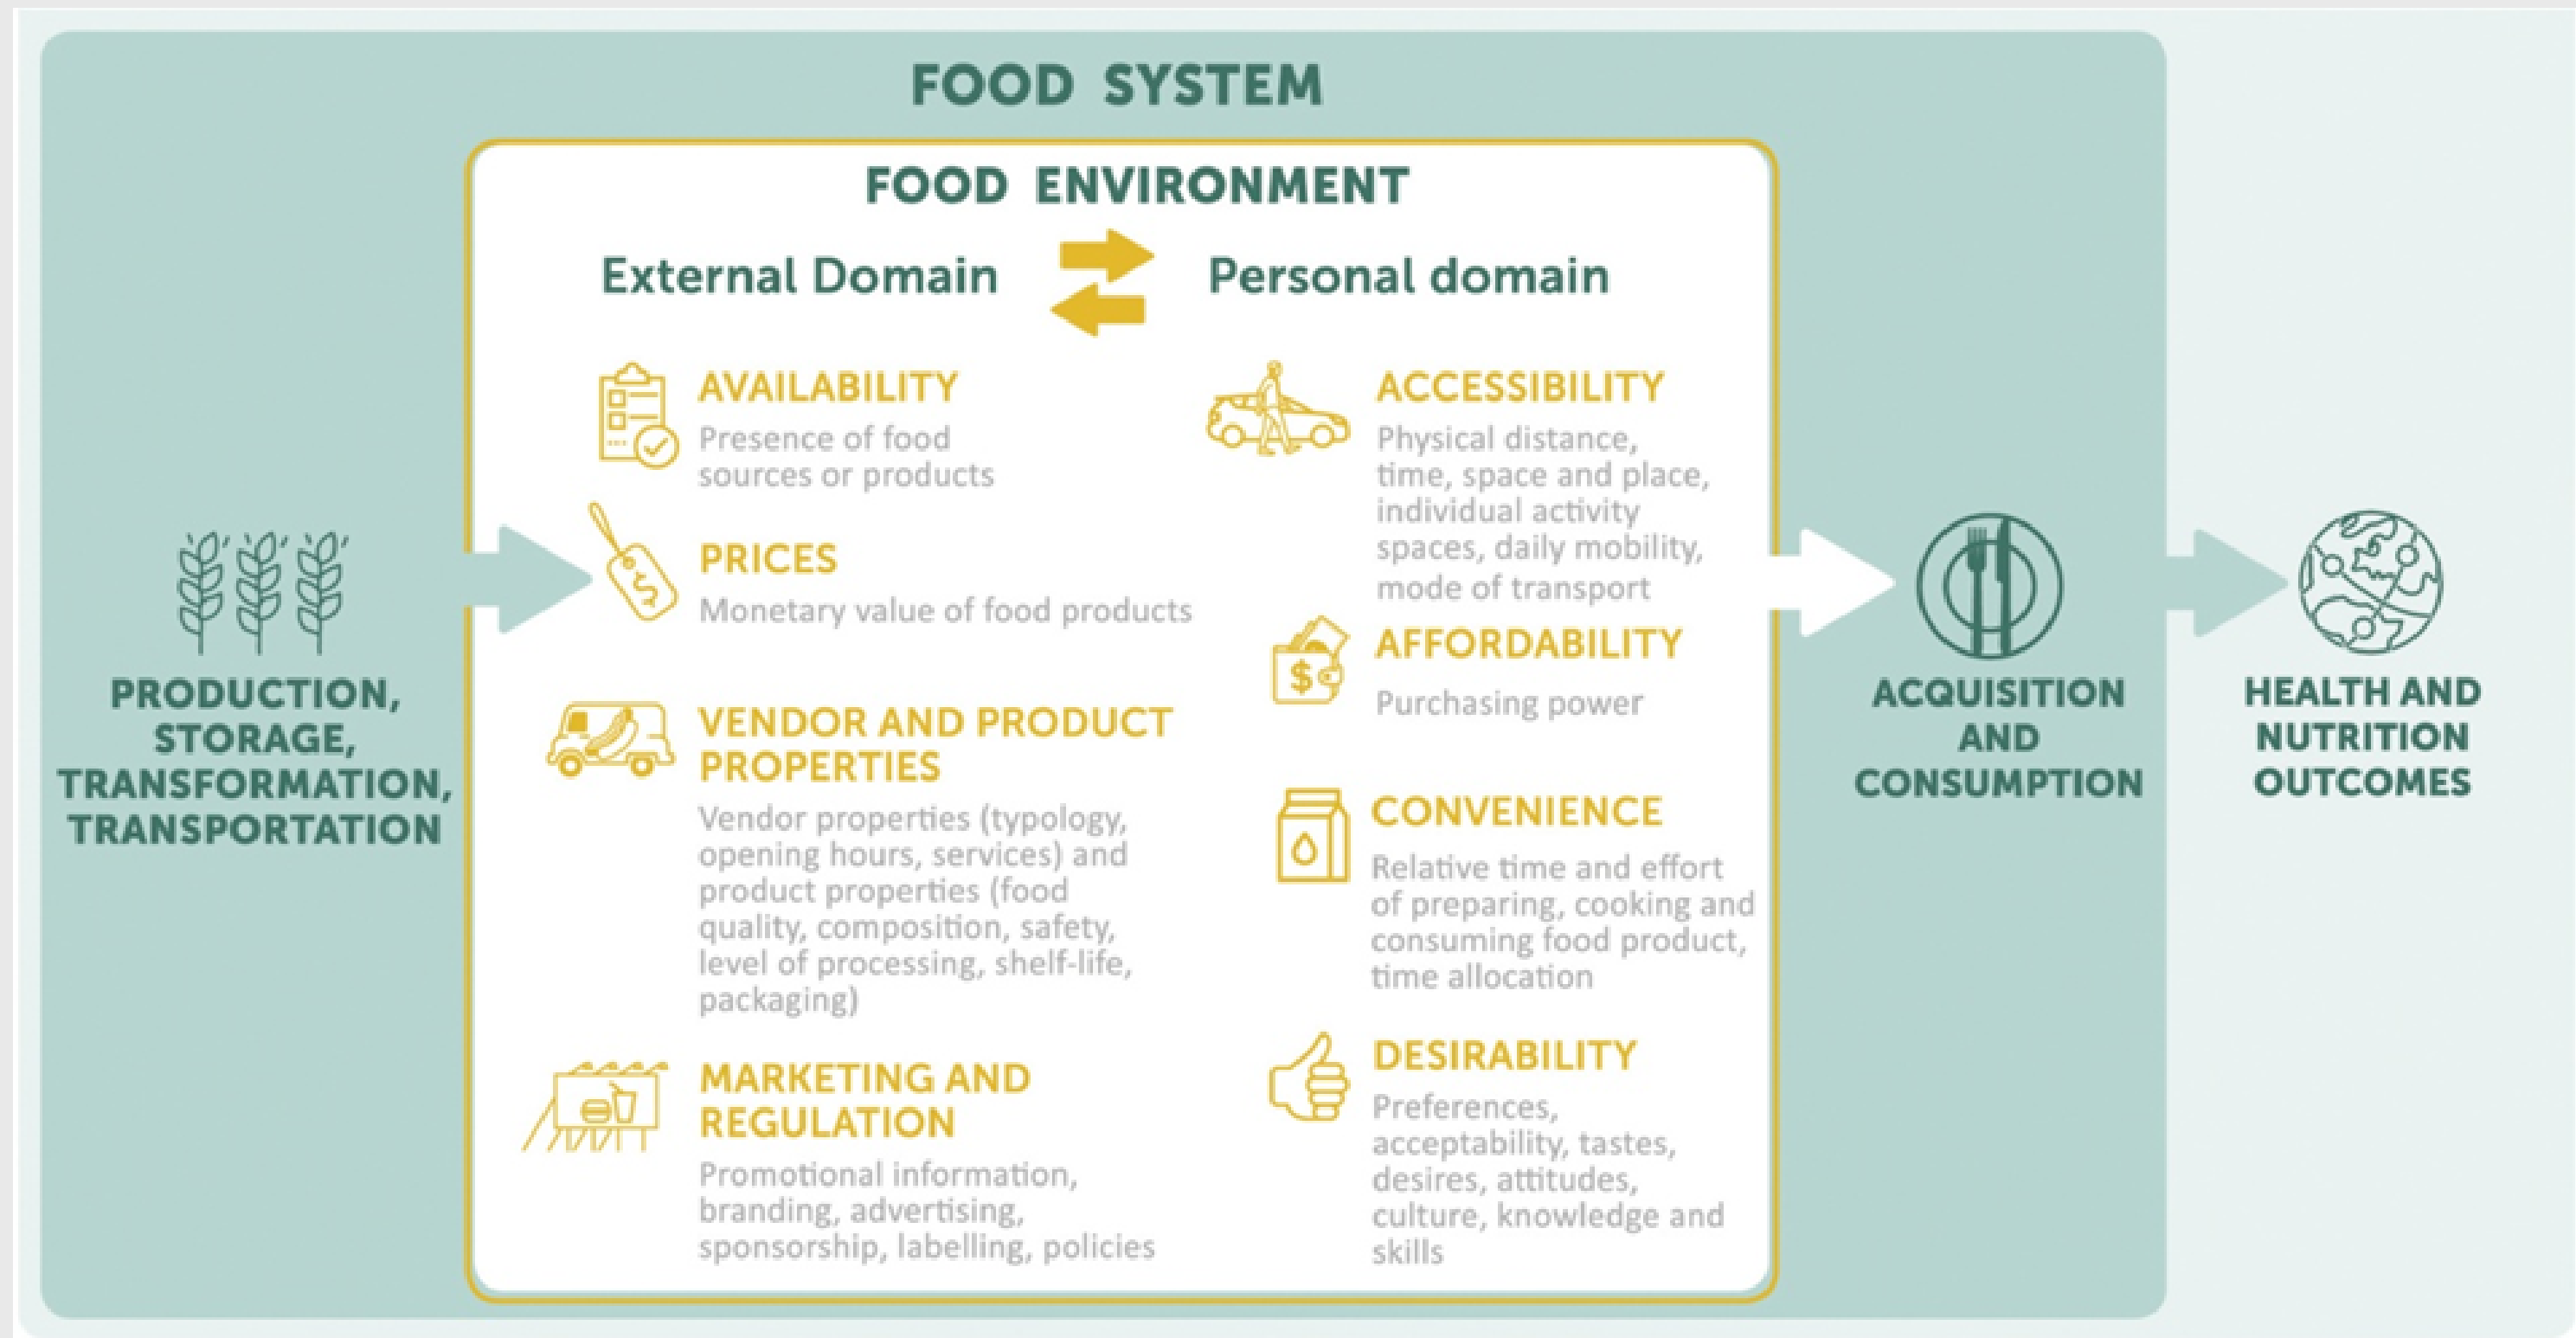 FOOD SYSTEM
FOOD ENVIRONMENT
External Domain
Personal domain
AVAILABILITY
Presence of food
sources or products
PRICES
Monetary value of food products
VENDOR AND PRODUCT
PROPERTIES
Vendor properties (typology,
opening hours, services) and
product properties (food
quality, composition, safety,
level of processing, shelf-life,
packaging)
MARKETING AND
REGULATION
Promotional information,
branding, advertising,
sponsorship, labelling, policies
ACCESSIBILITY
Physical distance,
time, space and place,
individual activity
spaces, daily mobility,
mode of transport
$
AFFORDABILITY
Purchasing power
CONVENIENCE
Relative time and effort
of preparing, cooking and
consuming food product,
time allocation
DESIRABILITY
Preferences,
acceptability, tastes,
desires, attitudes,
culture, knowledge and
skills
PRODUCTION,
STORAGE,
TRANSFORMATION,
TRANSPORTATION
ACQUISITION
AND
CONSUMPTION
HEALTH AND
NUTRITION
OUTCOMES
$